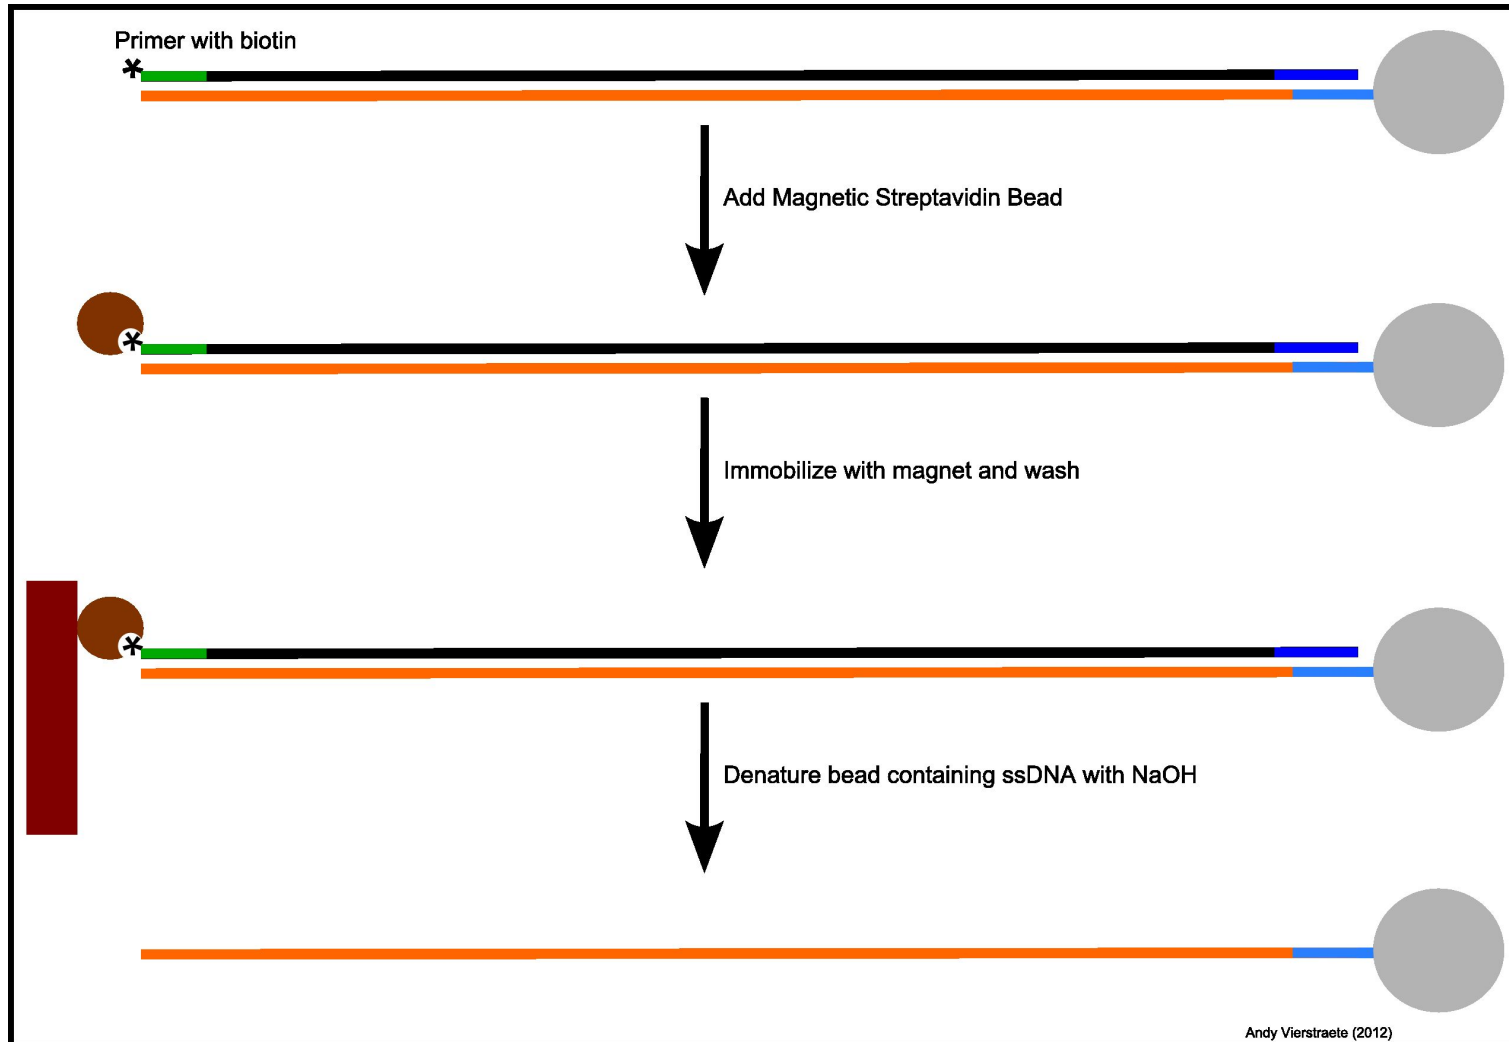 Primer with biotin
*
Add Magnetic Streptavidin Bead
*
Immobilize with magnet and wash
*
Denature bead containing ssDNA with NaOH
Andy Vierstraete (2012)